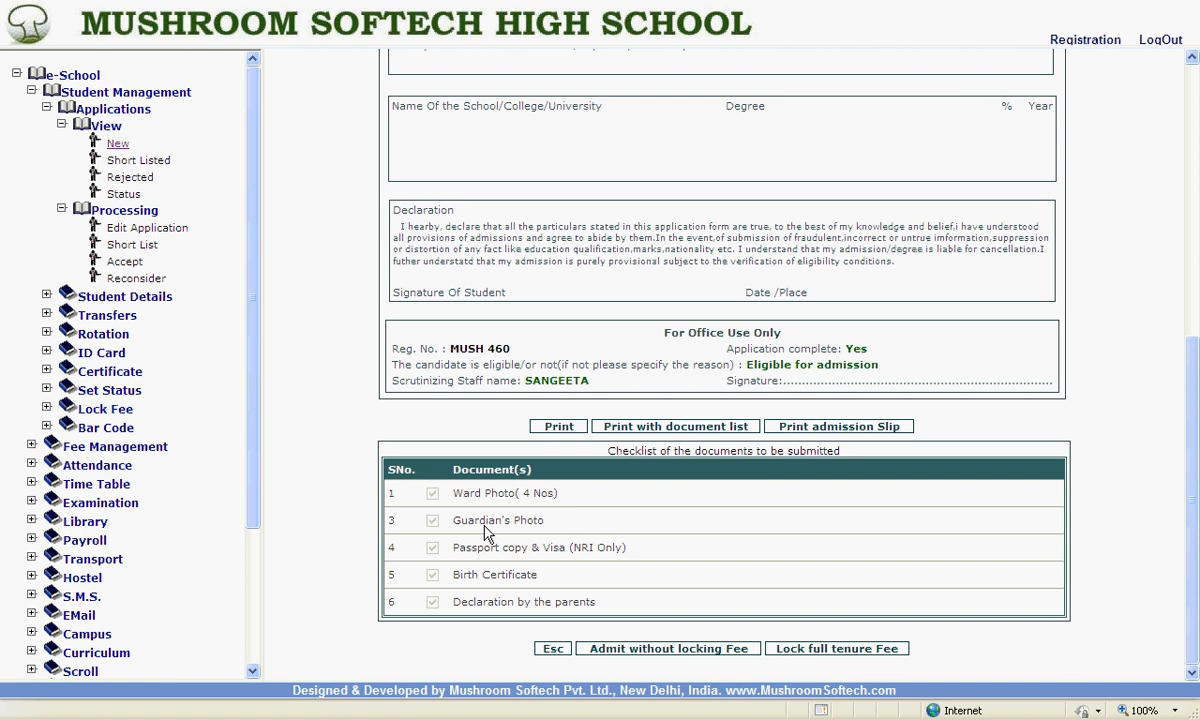 MUSHROOM SOFTECH HIGH SCHOOL
Registration LogOut
e-School
Student Management
Applications
View
New
Short Listed
Rejected
Status
Processing
Edit Application
Short List
Accept
Reconsider
Student Details
Transfers
Rotation
ID Card
Certificate
Set Status
Lock Fee
Bar Code
Fee Management
Attendance
Time Table
Examination
Library
Payroll
Transport
Hostel
S.M.S.
EMail
Campus
Curriculum
Scroll
Name Of the School/College/University Degree % Year
Declaration
I hearby, declare that all the particulars stated in this application form are true, to the best of my knowledge and belief,i have understood
all provisions of admissions and agree to abide by them.In the event,of submission of fraudulent,incorrect or untrue imformation,suppression
or distortion of any fact like education qualification,marks,nationality etc. I understand that my admission/degree is liable for cancellation.I
futher understatd that my admission is purely provisional subject to the verification of eligibility conditions.
Signature Of Student Date /Place
For Office Use Only
Reg. No. : MUSH 460 Application complete: Yes
The candidate is eligible/or not(if not please specify the reason) : Eligible for admission
Scrutinizing Staff name: SANGEETA Signature:....................................................................
Print Print with document list Print admission Slip
Checklist of the documents to be submitted
SNo. Document(s)
1 Ward Photo( 4 Nos)
3 Guardian's Photo
4 Passport copy & Visa (NRI Only)
5 Birth Certificate
6 Declaration by the parents
Esc Admit without locking Fee Lock full tenure Fee
Designed & Developed by Mushroom Softech Pvt. Ltd., New Delhi, India. www.MushroomSoftech.com
Internet 100%